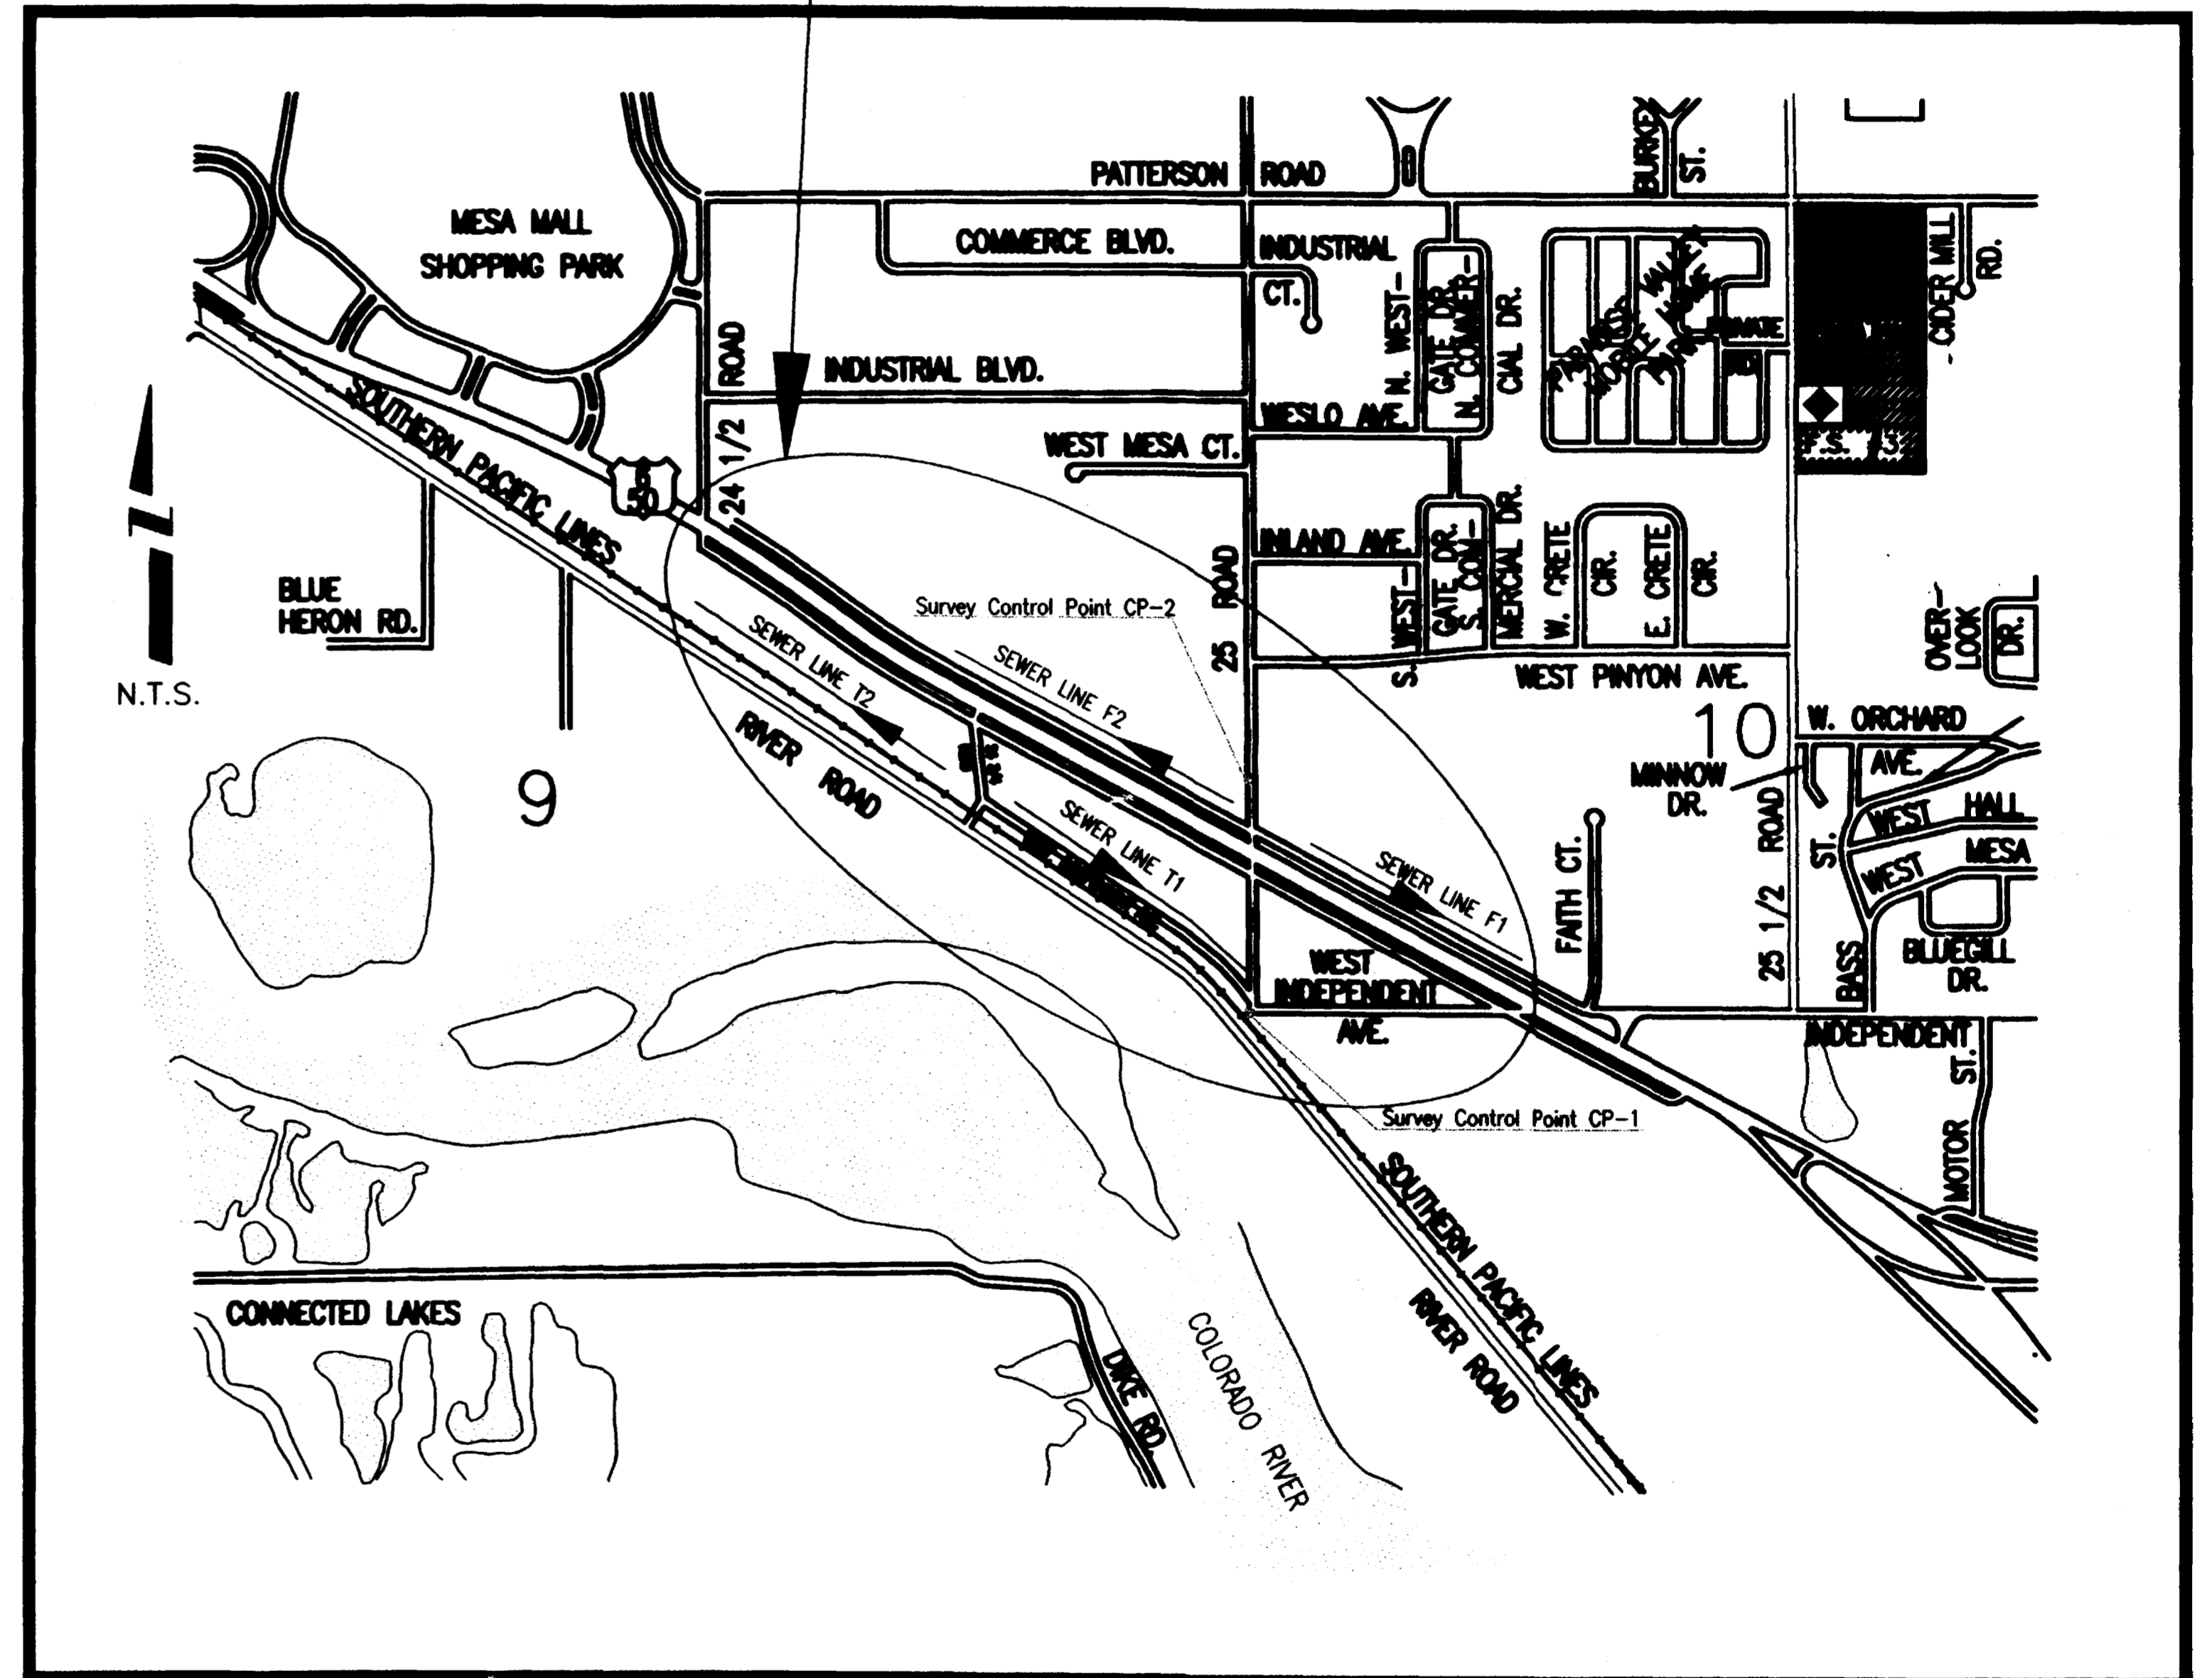 PATTERSON ROAD
BURKEY
ST.
MESA MALL
SHOPPING PARK
COMMERCE BLVD.
INDUSTRIAL
CT.
N. WEST-
GATE DR.
N. COMMER-
CIAL DR.
MOBILE
PRIVATE
CIDER MILL
RD.
INDUSTRIAL BLVD.
24 1/2 ROAD
WESLO AVE.
WEST MESA CT.
F.S. #3
SOUTHERN PACIFIC LINES
6
50
N.T.S.
BLUE
HERON RD.
INLAND AVE.
25 ROAD
S. WEST-
GATE DR.
S. COM-
MERCIAL DR.
W. CRETE
CIR.
E. CRETE
CIR.
OVER-
LOOK
DR.
Survey Control Point CP-2
SEWER LINE T2
SEWER LINE F2
WEST PINYON AVE.
10
W. ORCHARD
AVE.
MINNOW
DR.
RIVER ROAD
9
SEWER LINE T1
SEWER LINE F1
FAITH CT.
25 1/2 ROAD
BASS ST.
WEST HALL
WEST MESA
BLUEGILL
DR.
WEST
INDEPENDENT
AVE.
INDEPENDENT
MOTOR ST.
Survey Control Point CP-1
SOUTHERN PACIFIC LINES
RIVER ROAD
CONNECTED LAKES
DIKE RD.
COLORADO RIVER